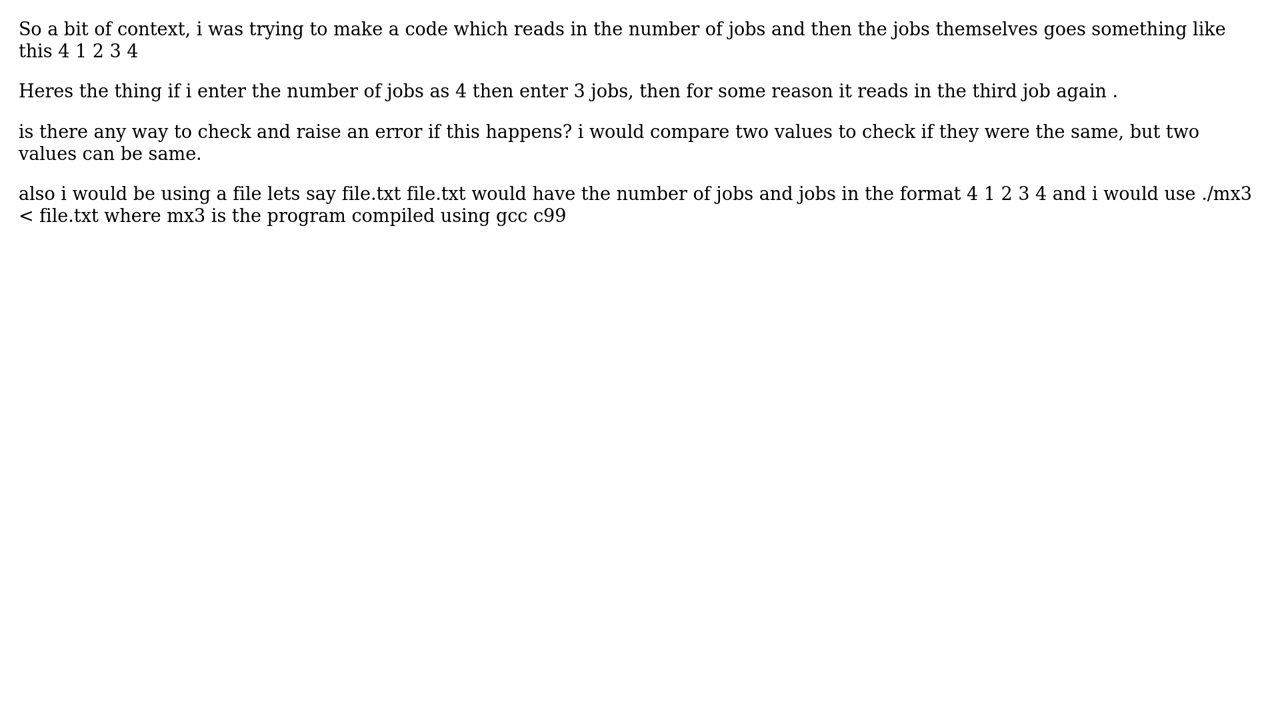 So a bit of context, i was trying to make a code which reads in the number of jobs and then the jobs themselves goes something like
this 4 1 2 3 4
Heres the thing if i enter the number of jobs as 4 then enter 3 jobs, then for some reason it reads in the third job again .
is there any way to check and raise an error if this happens? i would compare two values to check if they were the same, but two
values can be same.
also i would be using a file lets say file.txt file.txt would have the number of jobs and jobs in the format 4 1 2 3 4 and i would use ./mx3
< file.txt where mx3 is the program compiled using gcc c99